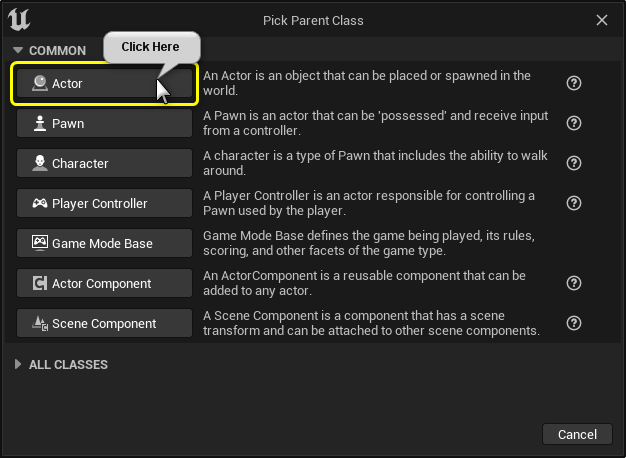 Pick Parent Class
COMMON
Click Here
Actor
An Actor is an object that can be placed or spawned in the
world.
Pawn
A Pawn is an actor that can be 'possessed' and receive input
from a controller.
Character
A character is a type of Pawn that includes the ability to walk
around.
Player Controller
A Player Controller is an actor responsible for controlling a
Pawn used by the player.
Game Mode Base
Game Mode Base defines the game being played, its rules,
scoring, and other facets of the game type.
Actor Component
An ActorComponent is a reusable component that can be
added to any actor.
Scene Component
A Scene Component is a component that has a scene
transform and can be attached to other scene components.
ALL CLASSES
Cancel